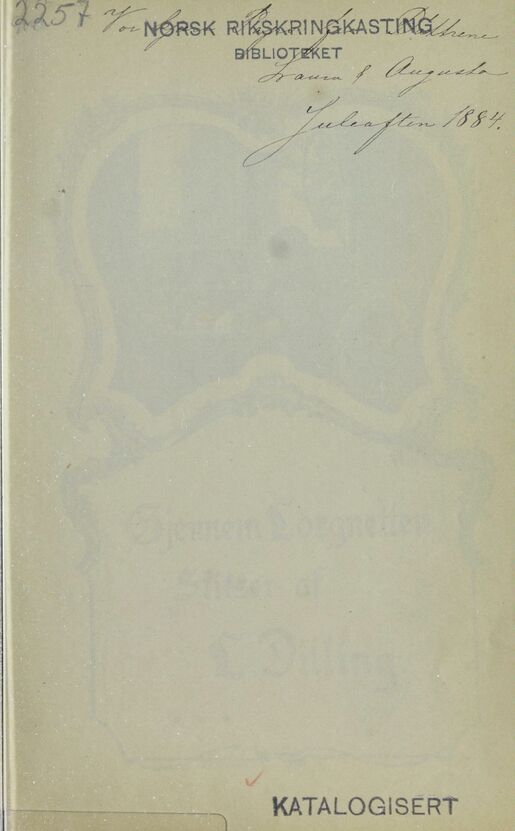 2257
NORSK RIKSKRINGKASTING
BIBLIOTEKET
Laura & Augusta
Juleaften 1884.
Gjennem Lorgnetten
Skitser af
L. Dilling
KATALOGISERT